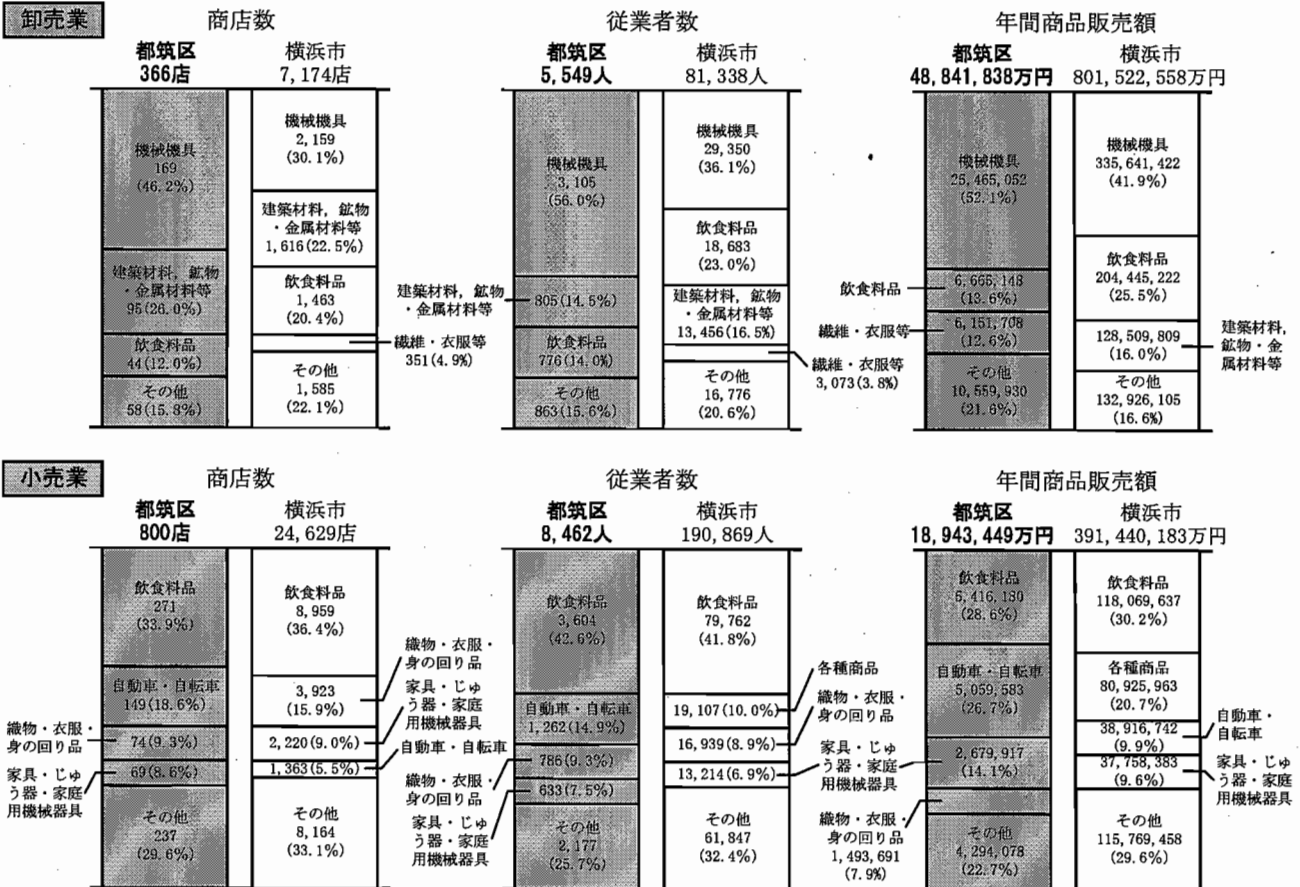 卸売業
商店数
都筑区
366店
横浜市
7,174店
機械機具
169
(46.2%)
建築材料, 鉱物
・金属材料等
95(26.0%)
飲食料品
44(12.0%)
その他
58(15.8%)
機械機具
2,159
(30.1%)
建築材料, 鉱物
・金属材料等
1,616(22.5%)
飲食料品
1,463
(20.4%)
繊維・衣服等
351(4.9%)
その他
1,585
(22.1%)
従業者数
都筑区
5,549人
横浜市
81,338人
機械機具
3,105
(56.0%)
建築材料, 鉱物
・金属材料等
805(14.5%)
飲食料品
776(14.0%)
その他
863(15.6%)
機械機具
29,350
(36.1%)
飲食料品
18,683
(23.0%)
建築材料, 鉱物
・金属材料等
13,456(16.5%)
繊維・衣服等
3,073(3.8%)
その他
16,776
(20.6%)
年間商品販売額
都筑区
48,841,838万円
横浜市
801,522,558万円
機械機具
25,465,052
(52.1%)
飲食料品
6,665,148
(13.6%)
繊維・衣服等
6,151,708
(12.6%)
その他
10,559,930
(21.6%)
機械機具
335,641,422
(41.9%)
飲食料品
204,445,222
(25.5%)
128,509,809
(16.0%)
建築材料,
鉱物・金
属材料等
その他
132,926,105
(16.6%)
小売業
商店数
都筑区
800店
横浜市
24,629店
飲食料品
271
(33.9%)
自動車・自転車
149(18.6%)
織物・衣服・
身の回り品
74(9.3%)
家具・じゅ
う器・家庭
用機械器具
69(8.6%)
その他
237
(29.6%)
飲食料品
8,959
(36.4%)
3,923
(15.9%)
織物・衣服・
身の回り品
2,220(9.0%)
家具・じゅ
う器・家庭
用機械器具
1,363(5.5%)
自動車・自転車
その他
8,164
(33.1%)
従業者数
都筑区
8,462人
横浜市
190,869人
飲食料品
3,604
(42.6%)
自動車・自転車
1,262(14.9%)
織物・衣服・
身の回り品
786(9.3%)
家具・じゅ
う器・家庭
用機械器具
633(7.5%)
その他
2,177
(25.7%)
飲食料品
79,762
(41.8%)
19,107(10.0%)
各種商品
16,939(8.9%)
織物・衣服・
身の回り品
13,214(6.9%)
家具・じゅ
う器・家庭
用機械器具
その他
61,847
(32.4%)
年間商品販売額
都筑区
18,943,449万円
横浜市
391,440,183万円
飲食料品
5,416,180
(28.6%)
自動車・自転車
5,059,583
(26.7%)
2,679,917
(14.1%)
織物・衣服・
身の回り品
1,493,691
(7.9%)
その他
4,294,078
(22.7%)
飲食料品
118,069,637
(30.2%)
各種商品
80,925,963
(20.7%)
38,916,742
(9.9%)
自動車・
自転車
37,758,383
(9.6%)
家具・じゅ
う器・家庭
用機械器具
その他
115,769,458
(29.6%)